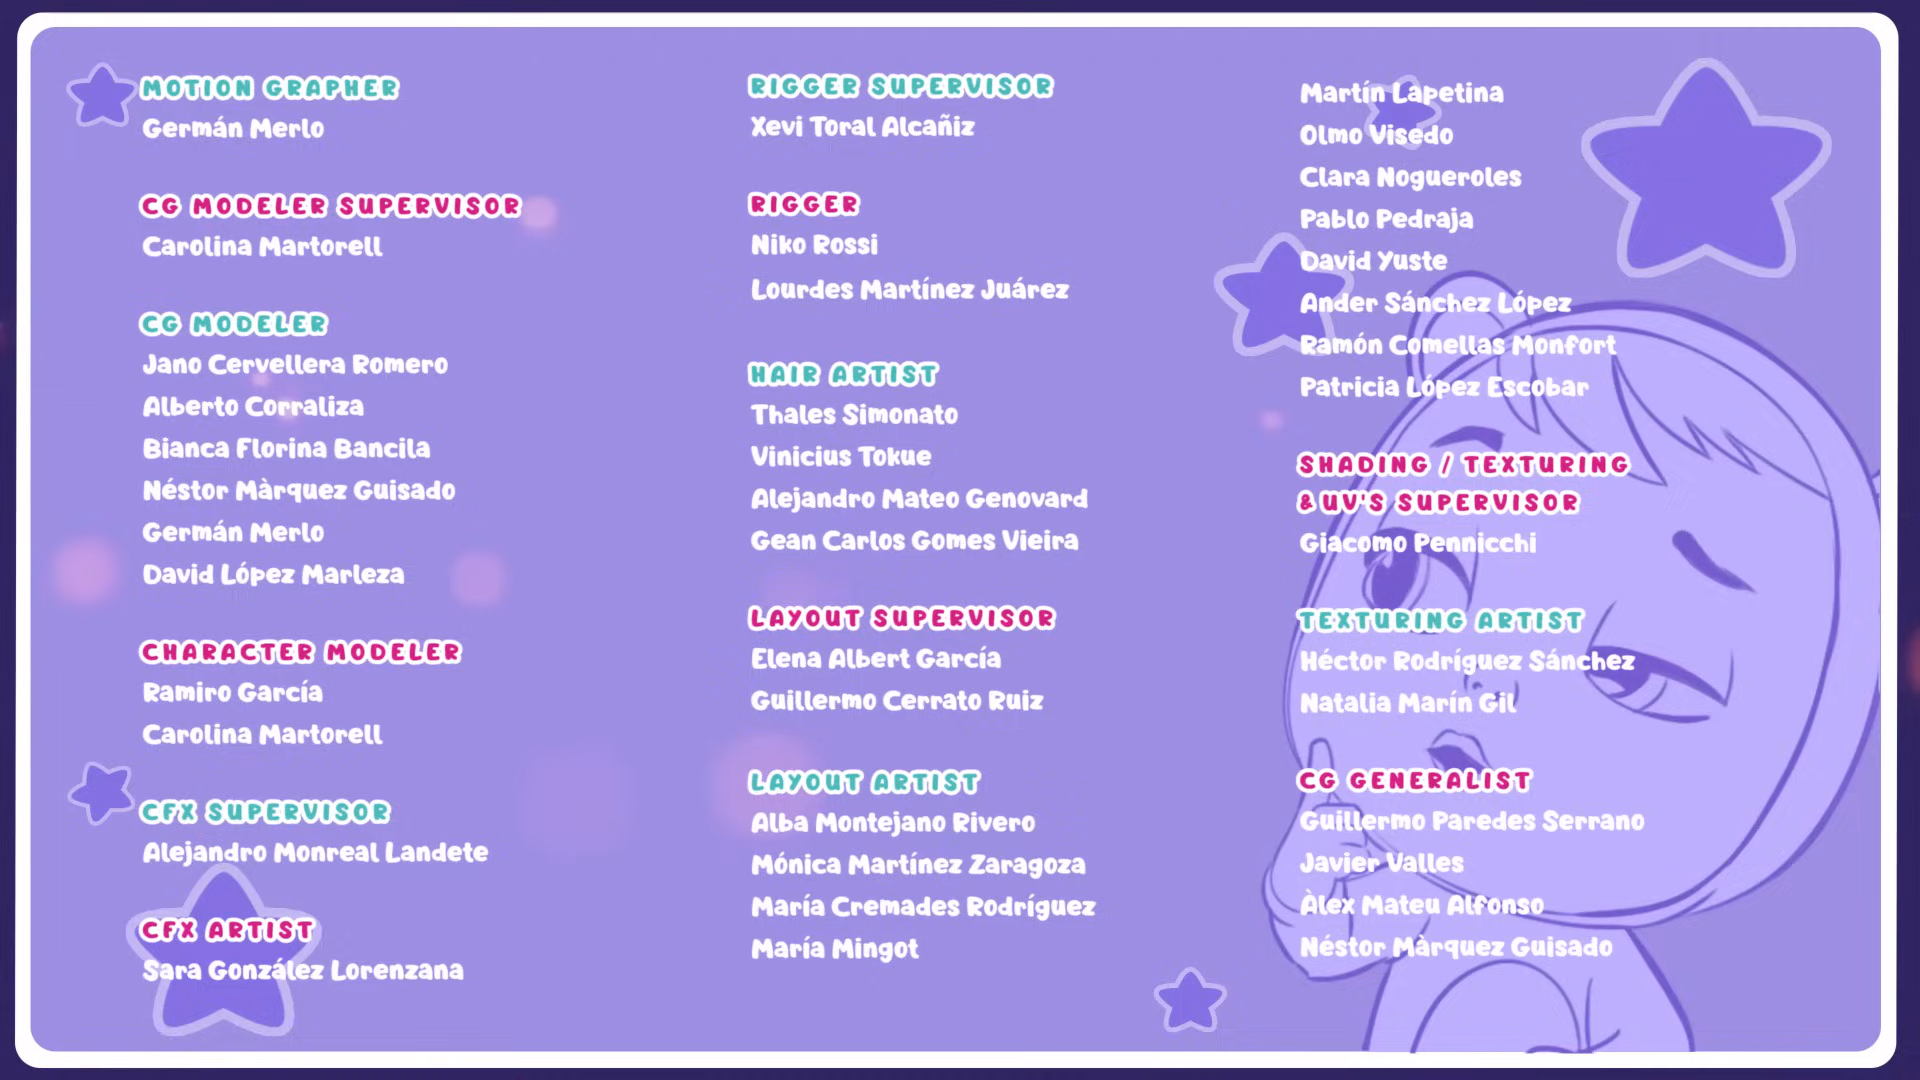 MOTION GRAPHER
Germán Merlo
CG MODELER SUPERVISOR
Carolina Martorell
CG MODELER
Jano Cervellera Romero
Alberto Corraliza
Bianca Florina Bancila
Néstor Màrquez Guisado
Germán Merlo
David López Marleza
CHARACTER MODELER
Ramiro García
Carolina Martorell
CFX SUPERVISOR
Alejandro Monreal Landete
CFX ARTIST
Sara González Lorenzana
RIGGER SUPERVISOR
Xevi Toral Alcañiz
RIGGER
Niko Rossi
Lourdes Martínez Juárez
HAIR ARTIST
Thales Simonato
Vinicius Tokue
Alejandro Mateo Genovard
Gean Carlos Gomes Vieira
LAYOUT SUPERVISOR
Elena Albert García
Guillermo Cerrato Ruiz
LAYOUT ARTIST
Alba Montejano Rivero
Mónica Martínez Zaragoza
María Cremades Rodríguez
María Mingot
Martín Lapetina
Olmo Visedo
Clara Nogueroles
Pablo Pedraja
David Yuste
Ander Sánchez López
Ramón Comellas Monfort
Patricia López Escobar
SHADING / TEXTURING
& UV'S SUPERVISOR
Giacomo Pennicchi
TEXTURING ARTIST
Héctor Rodríguez Sánchez
Natalia Marín Gil
CG GENERALIST
Guillermo Paredes Serrano
Javier Valles
Àlex Mateu Alfonso
Néstor Màrquez Guisado